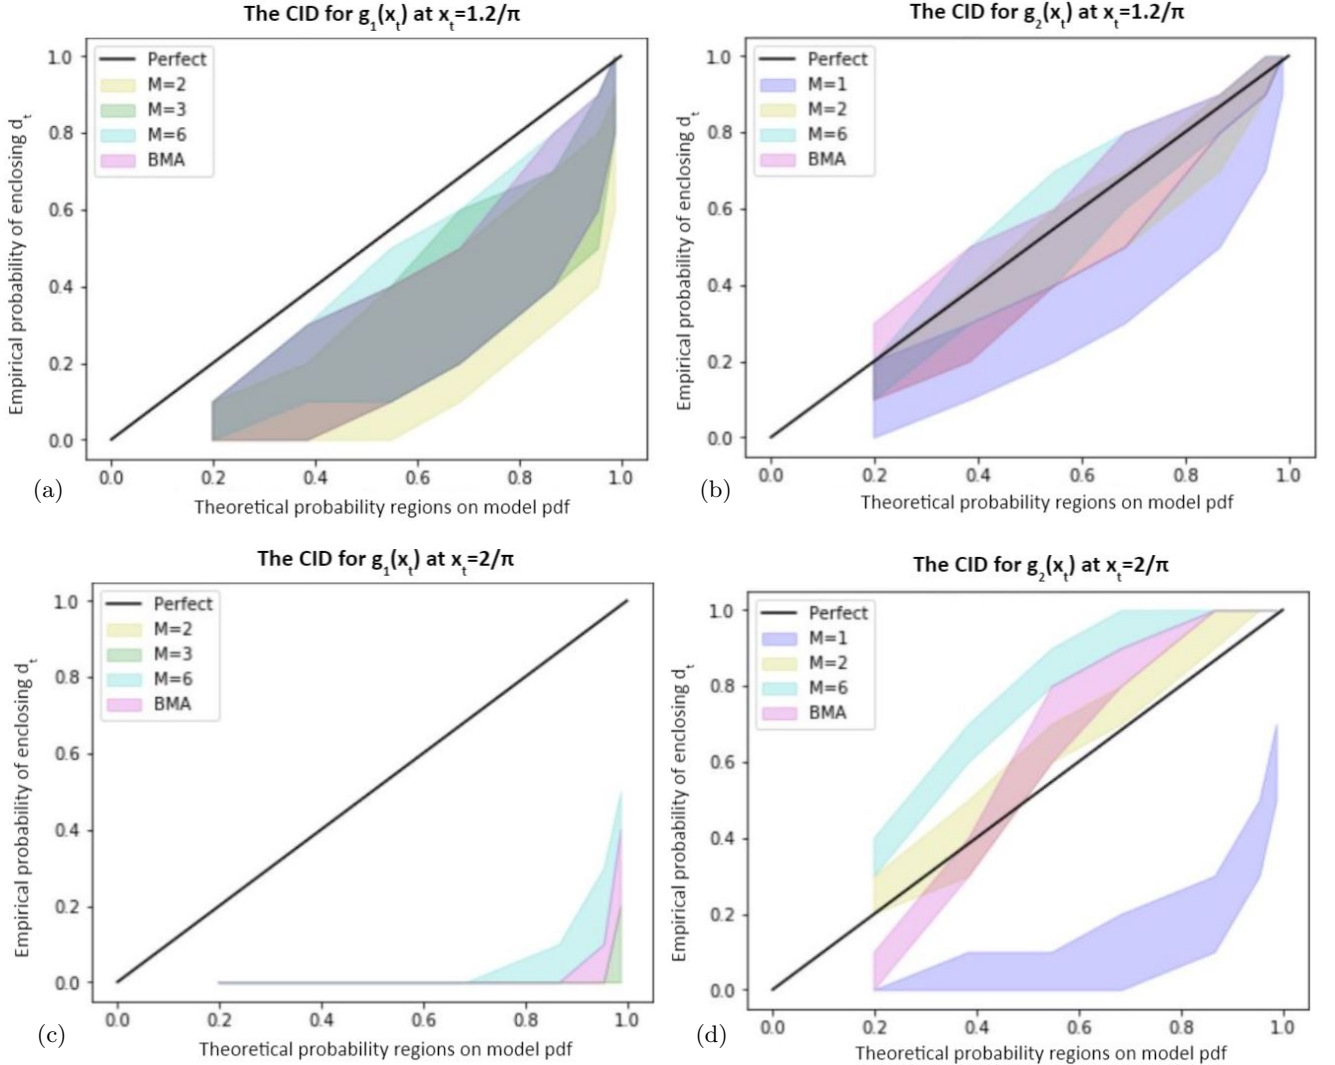 The CID for g₁(xₜ) at xₜ=1.2/π
Perfect
M=2
M=3
M=6
BMA
Empirical probability of enclosing dₜ
1.0
0.8
0.6
0.4
0.2
0.0
0.0 0.2 0.4 0.6 0.8 1.0
Theoretical probability regions on model pdf
(a)
The CID for g₂(xₜ) at xₜ=1.2/π
Perfect
M=1
M=2
M=6
BMA
Empirical probability of enclosing dₜ
1.0
0.8
0.6
0.4
0.2
0.0
0.0 0.2 0.4 0.6 0.8 1.0
Theoretical probability regions on model pdf
(b)
The CID for g₁(xₜ) at xₜ=2/π
Perfect
M=2
M=3
M=6
BMA
Empirical probability of enclosing dₜ
1.0
0.8
0.6
0.4
0.2
0.0
0.0 0.2 0.4 0.6 0.8 1.0
Theoretical probability regions on model pdf
(c)
The CID for g₂(xₜ) at xₜ=2/π
Perfect
M=1
M=2
M=6
BMA
Empirical probability of enclosing dₜ
1.0
0.8
0.6
0.4
0.2
0.0
0.0 0.2 0.4 0.6 0.8 1.0
Theoretical probability regions on model pdf
(d)